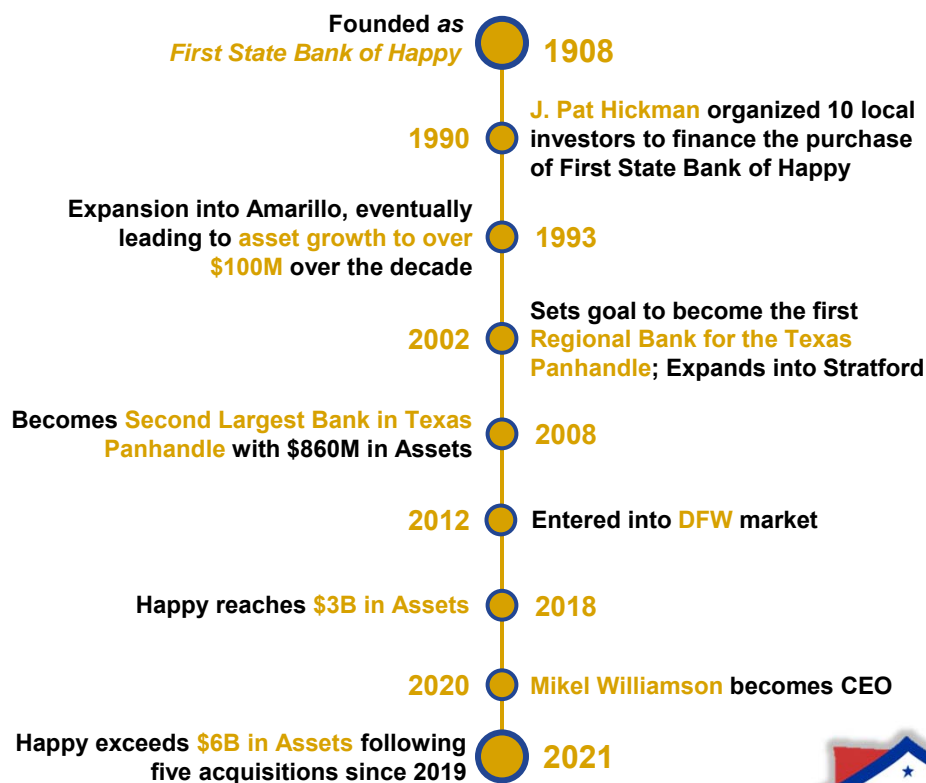 Founded as
First State Bank of Happy
1908
1990
J. Pat Hickman organized 10 local
investors to finance the purchase
of First State Bank of Happy
Expansion into Amarillo, eventually
leading to asset growth to over
$100M over the decade
1993
2002
Sets goal to become the first
Regional Bank for the Texas
Panhandle; Expands into Stratford
Becomes Second Largest Bank in Texas
Panhandle with $860M in Assets
2008
2012
Entered into DFW market
Happy reaches $3B in Assets
2018
2020
Mikel Williamson becomes CEO
Happy exceeds $6B in Assets following
five acquisitions since 2019
2021